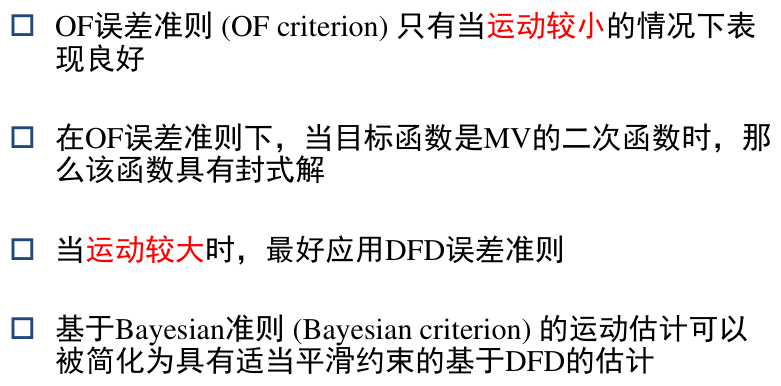 OF误差准则 (OF criterion) 只有当运动较小的情况下表
现良好
在OF误差准则下，当目标函数是MV的二次函数时，那
么该函数具有封式解
当运动较大时，最好应用DFD误差准则
基于Bayesian准则 (Bayesian criterion) 的运动估计可以
被简化为具有适当平滑约束的基于DFD的估计